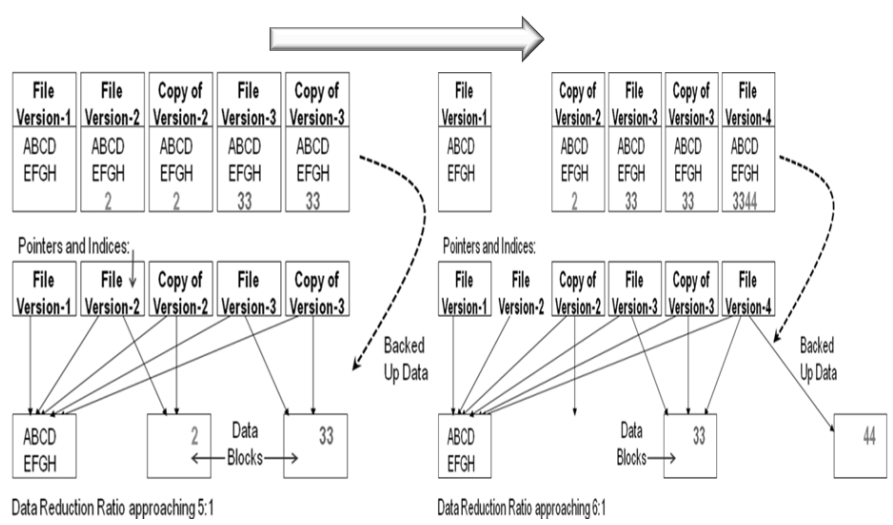 File Version-1
File Version-2
Copy of Version-2
File Version-3
Copy of Version-3
ABCD
EFGH
ABCD
EFGH
2
ABCD
EFGH
2
ABCD
EFGH
33
ABCD
EFGH
33
Pointers and Indices:
File Version-1
File Version-2
Copy of Version-2
File Version-3
Copy of Version-3
Backed
Up Data
ABCD
EFGH
2
Data
Blocks
33
Data Reduction Ratio approaching 5:1
File Version-1
Copy of Version-2
File Version-3
Copy of Version-3
File Version-4
ABCD
EFGH
ABCD
EFGH
2
ABCD
EFGH
33
ABCD
EFGH
33
ABCD
EFGH
3344
Pointers and Indices:
File Version-1
File Version-2
Copy of Version-2
File Version-3
Copy of Version-3
File Version-4
Backed
Up Data
ABCD
EFGH
Data
Blocks
33
44
Data Reduction Ratio approaching 6:1